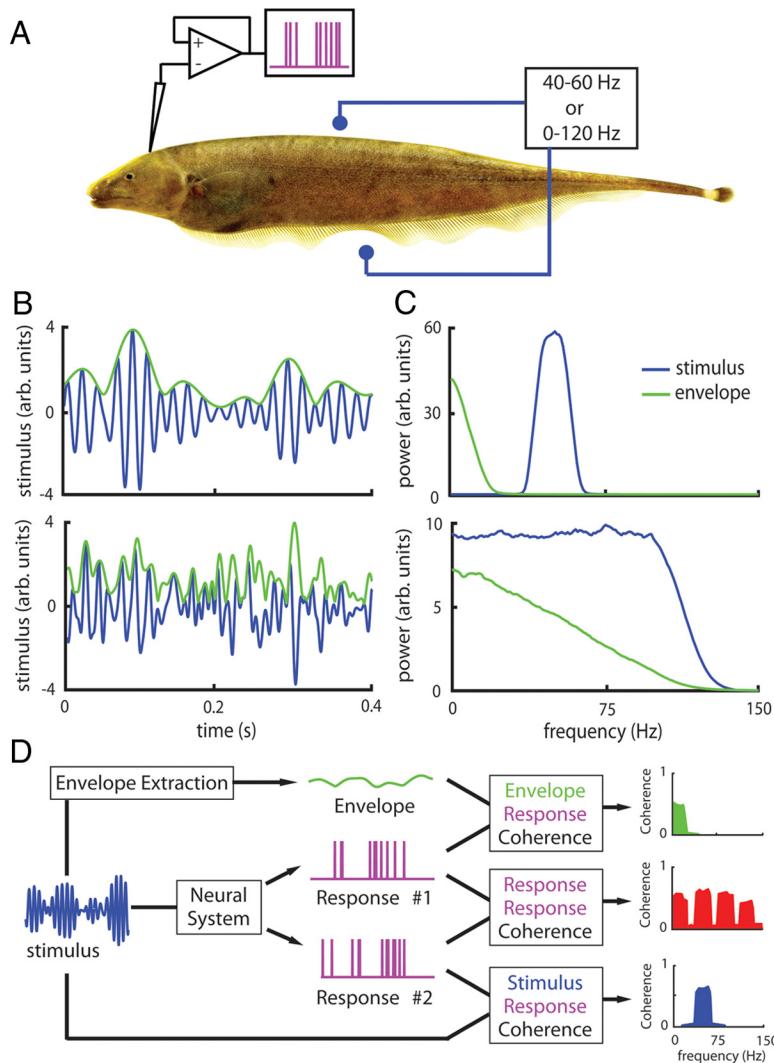 A
+
-
40-60 Hz
or
0-120 Hz
B
stimulus (arb. units)
4
0
-4
stimulus (arb. units)
4
0
-4
0
0.2
0.4
time (s)
C
power (arb. units)
60
30
0
stimulus
envelope
power (arb. units)
10
5
0
0
75
150
frequency (Hz)
D
Envelope Extraction
Envelope
Envelope
Response
Coherence
Coherence
1
0
stimulus
Neural
System
Response #1
Response
Response
Coherence
Coherence
1
0
Response #2
Stimulus
Response
Coherence
Coherence
1
0
0
75
150
frequency (Hz)